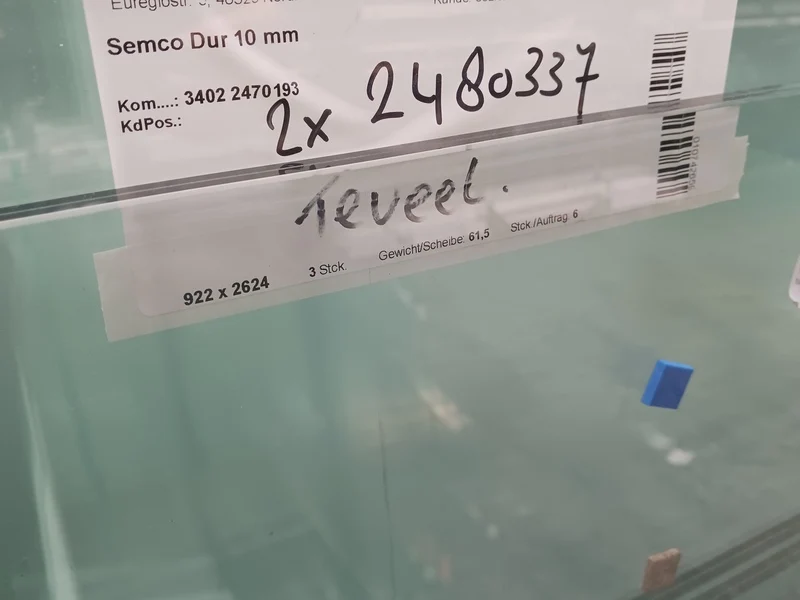 Semco Dur 10 mm
Kom....: 3402 2470193
KdPos.:
2x 2480337
Teveel.
922 x 2624 3 Stck. Gewicht/Scheibe: 61,5 Stck./Auftrag: 6